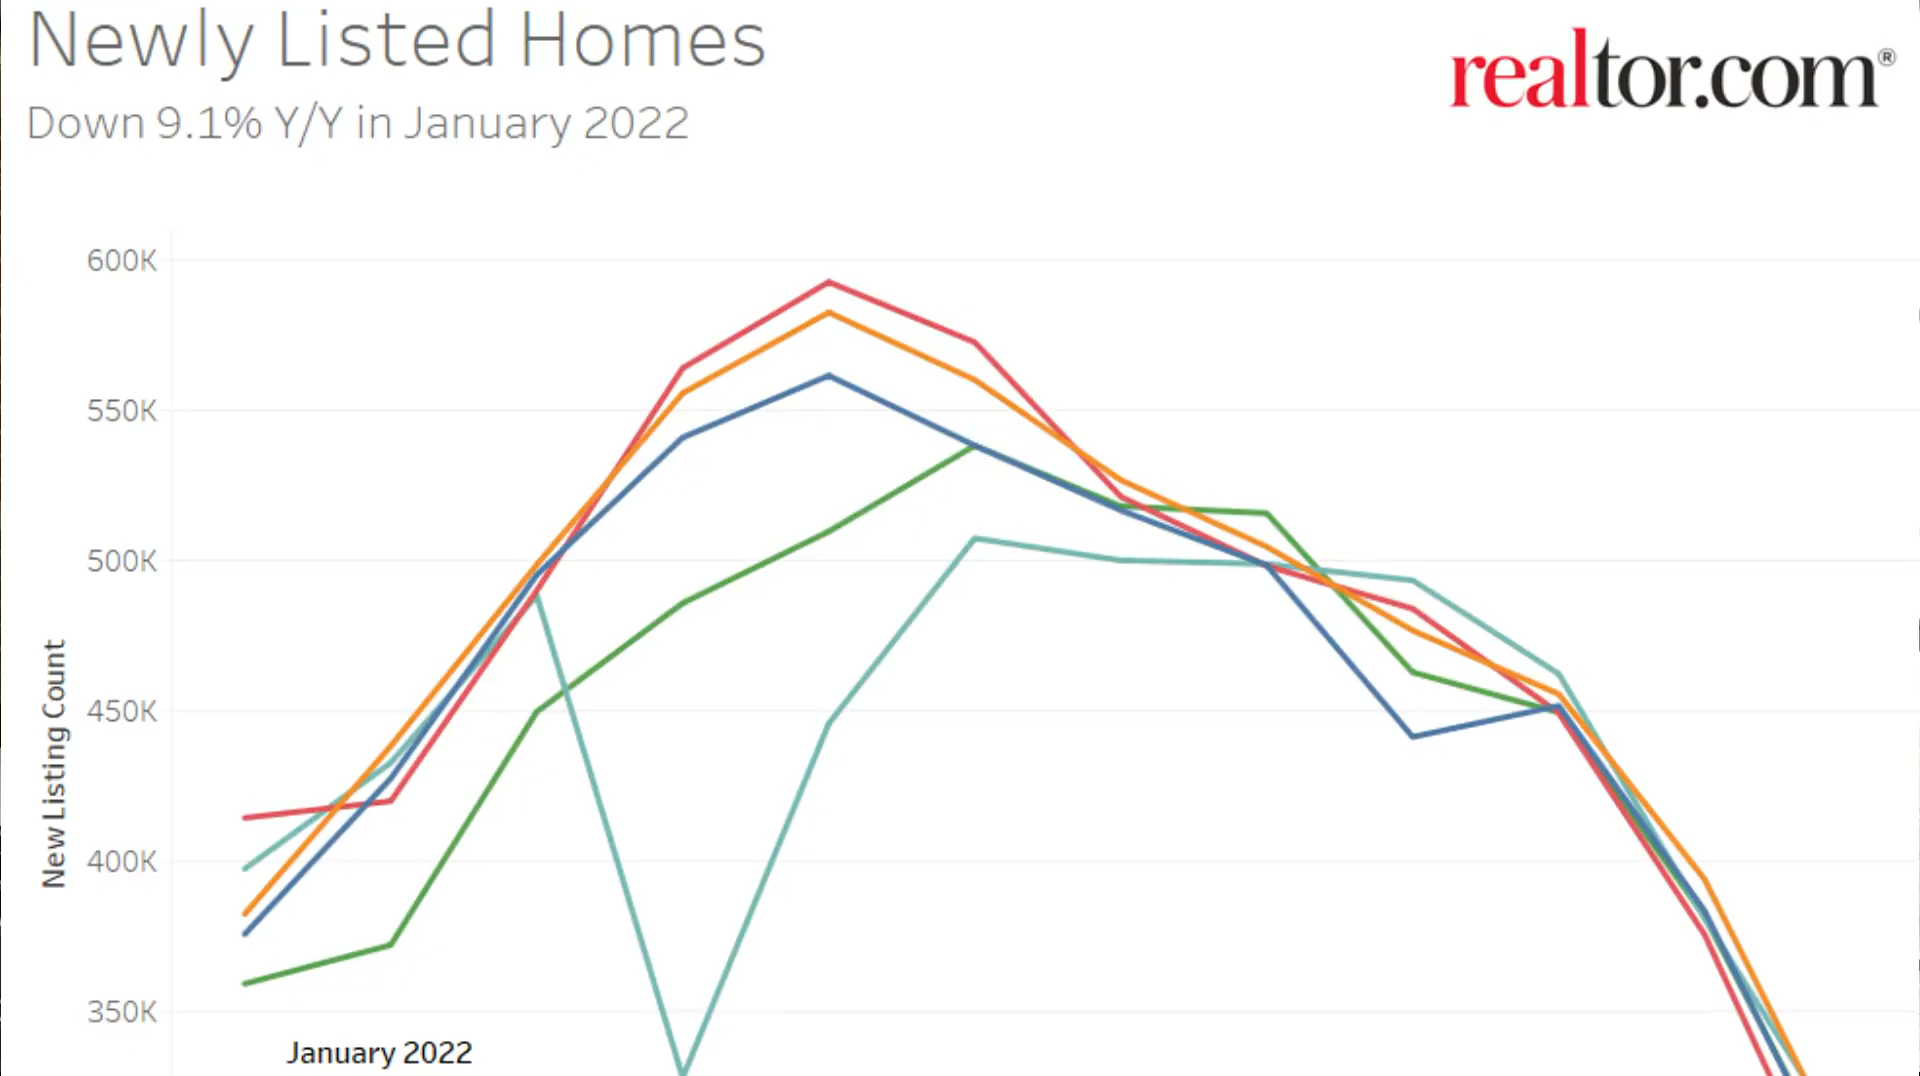 Newly Listed Homes
realtor.com®
Down 9.1% Y/Y in January 2022
600K
550K
500K
450K
400K
350K
New Listing Count
January 2022